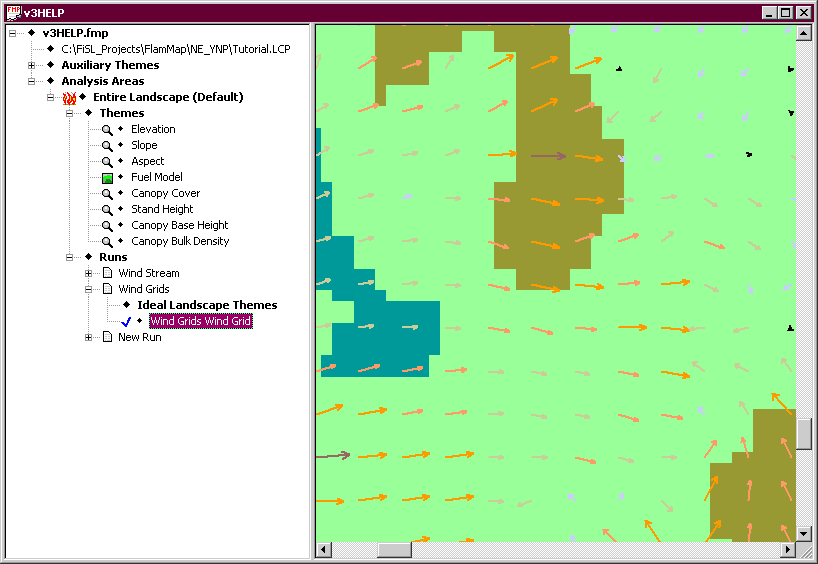 v3HELP
v3HELP.fmp
C:\FiSL_Projects\FlamMap\NE_YNP\Tutorial.LCP
Auxiliary Themes
Analysis Areas
Entire Landscape (Default)
Themes
Elevation
Slope
Aspect
Fuel Model
Canopy Cover
Stand Height
Canopy Base Height
Canopy Bulk Density
Runs
Wind Stream
Wind Grids
Ideal Landscape Themes
Wind Grids Wind Grid
New Run